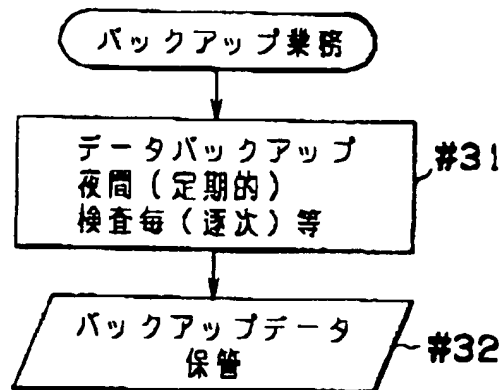 バックアップ業務
データバックアップ
夜間(定期的)
検査毎(逐次)等
#31
バックアップデータ
保管
#32